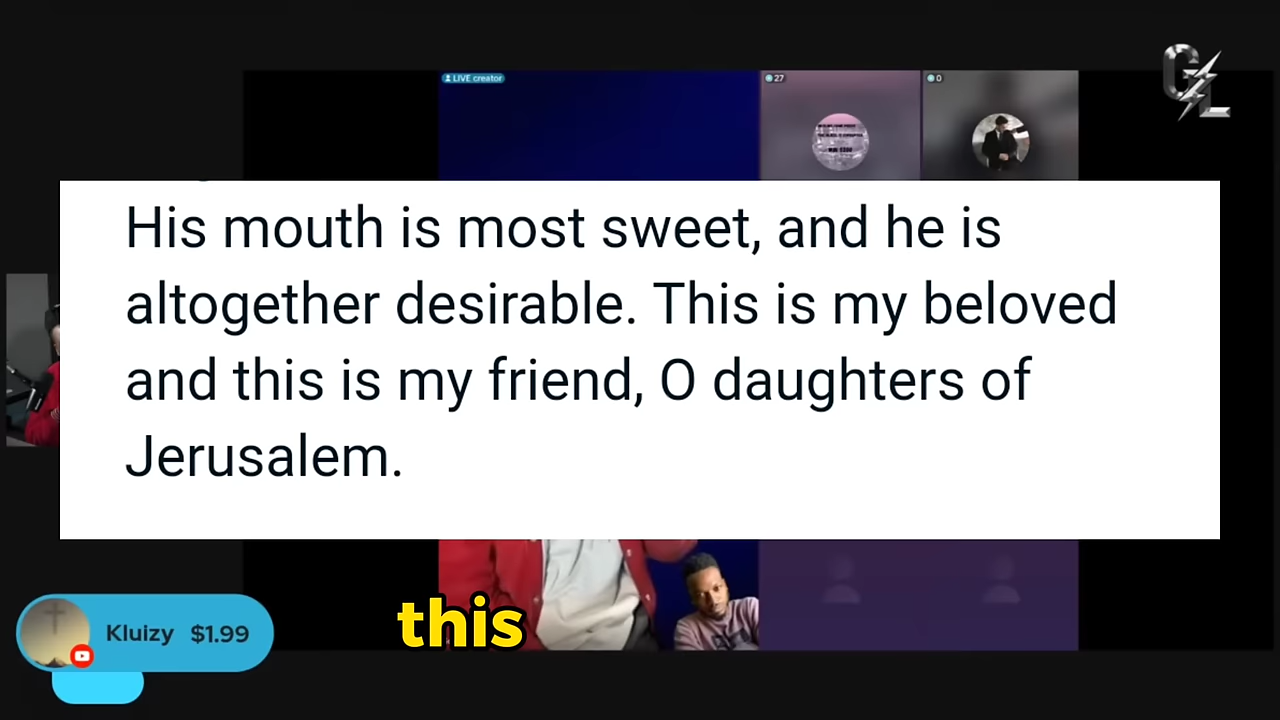 LIVE creator
27
0
GL
His mouth is most sweet, and he is
altogether desirable. This is my beloved
and this is my friend, O daughters of
Jerusalem.
this
Kluizy $1.99